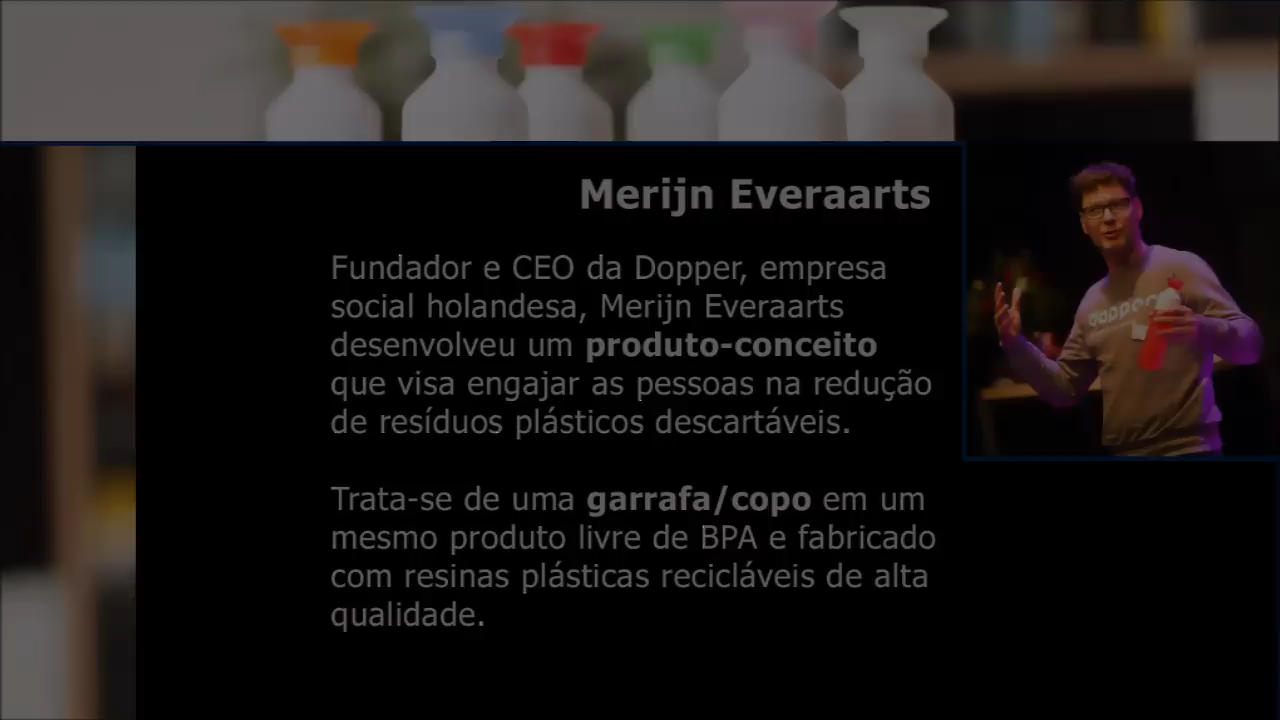 Merijn Everaarts
Fundador e CEO da Dopper, empresa
social holandesa, Merijn Everaarts
desenvolveu um produto-conceito
que visa engajar as pessoas na redução
de resíduos plásticos descartáveis.
Trata-se de uma garrafa/copo em um
mesmo produto livre de BPA e fabricado
com resinas plásticas recicláveis de alta
qualidade.